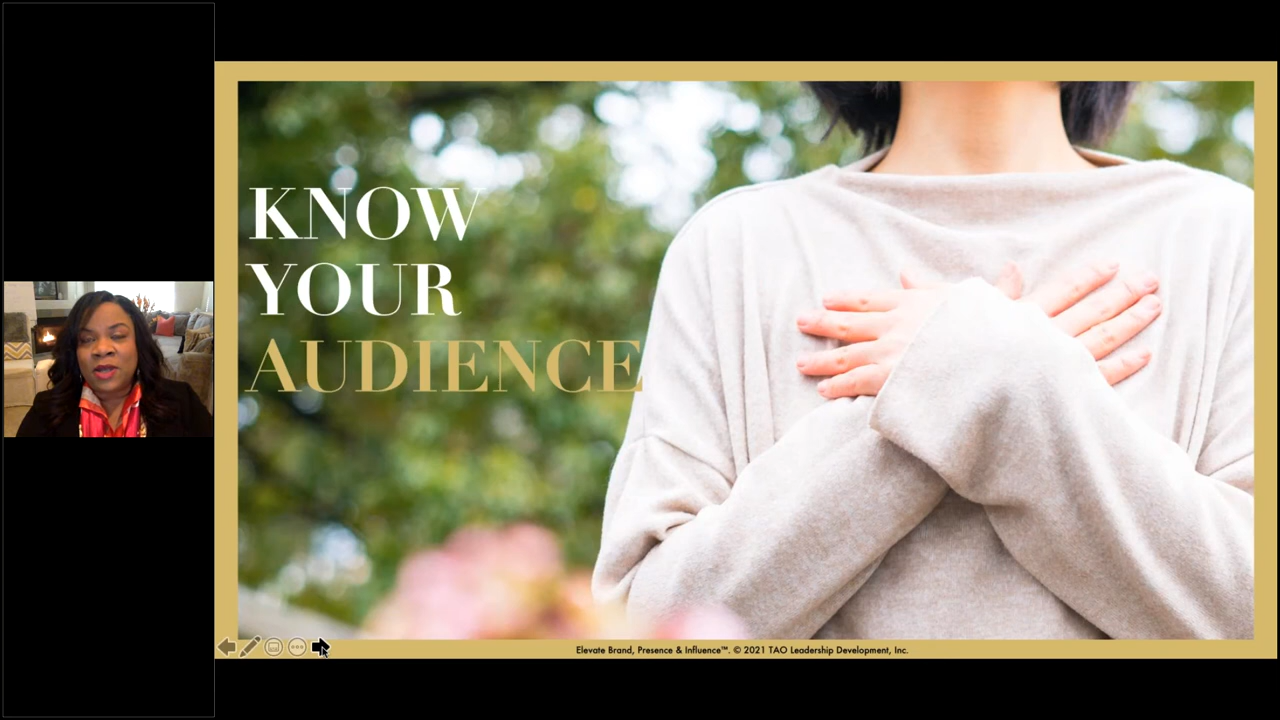 KNOW
YOUR
AUDIENCE
Elevate Brand, Presence & Influence™. © 2021 TAO Leadership Development, Inc.